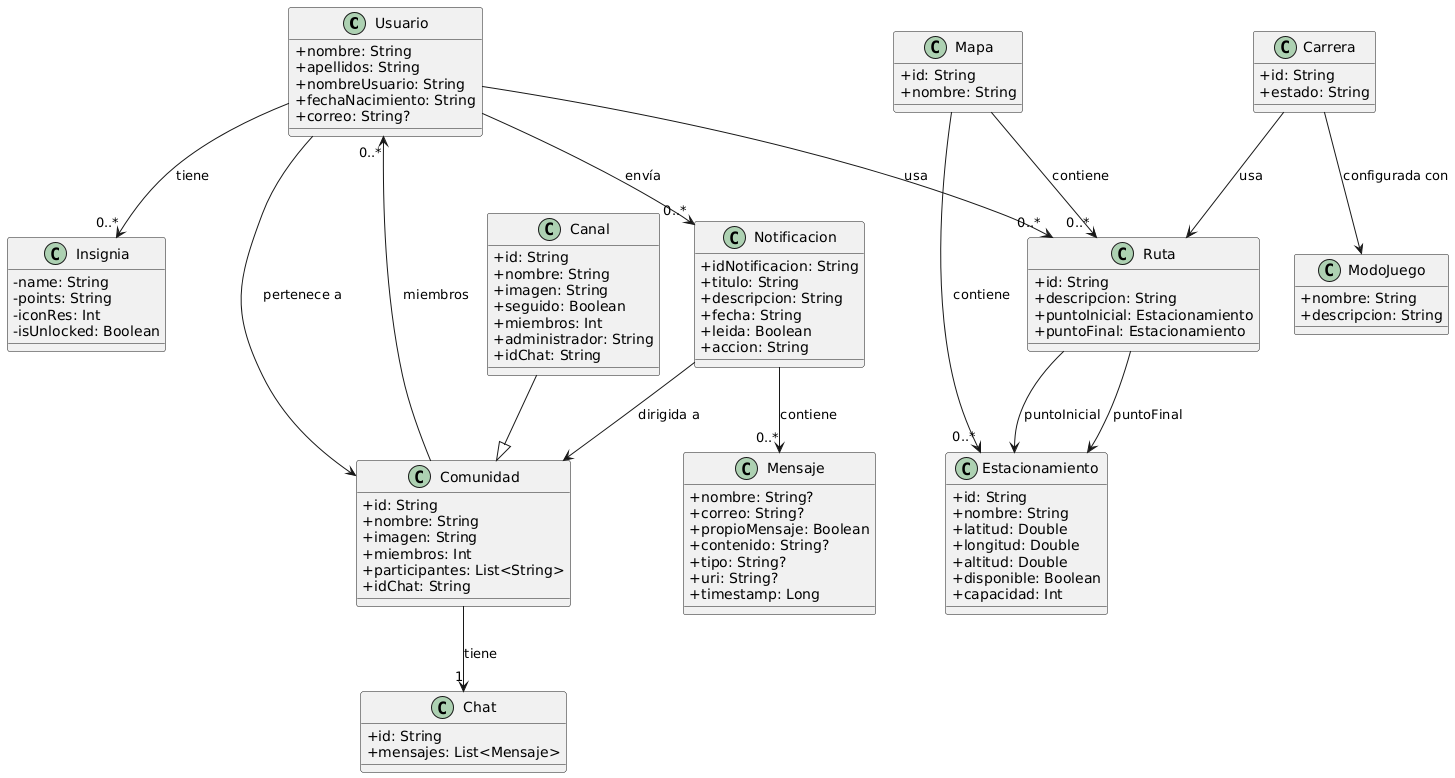 C Usuario
+nombre: String
+apellidos: String
+nombreUsuario: String
+fechaNacimiento: String
+correo: String?
C Mapa
+id: String
+nombre: String
C Carrera
+id: String
+estado: String
0..*
tiene
envía
usa
contiene
usa
configurada con
0..*
0..*
0..*
0..*
C Insignia
-name: String
-points: String
-iconRes: Int
-isUnlocked: Boolean
pertenece a
miembros
C Canal
+id: String
+nombre: String
+imagen: String
+seguido: Boolean
+miembros: Int
+administrador: String
+idChat: String
C Notificacion
+idNotificacion: String
+titulo: String
+descripcion: String
+fecha: String
+leida: Boolean
+accion: String
contiene
C Ruta
+id: String
+descripcion: String
+puntoInicial: Estacionamiento
+puntoFinal: Estacionamiento
C ModoJuego
+nombre: String
+descripcion: String
dirigida a
contiene
puntoInicial
puntoFinal
0..*
0..*
C Comunidad
+id: String
+nombre: String
+imagen: String
+miembros: Int
+participantes: List<String>
+idChat: String
C Mensaje
+nombre: String?
+correo: String?
+propioMensaje: Boolean
+contenido: String?
+tipo: String?
+uri: String?
+timestamp: Long
C Estacionamiento
+id: String
+nombre: String
+latitud: Double
+longitud: Double
+altitud: Double
+disponible: Boolean
+capacidad: Int
tiene
1
C Chat
+id: String
+mensajes: List<Mensaje>